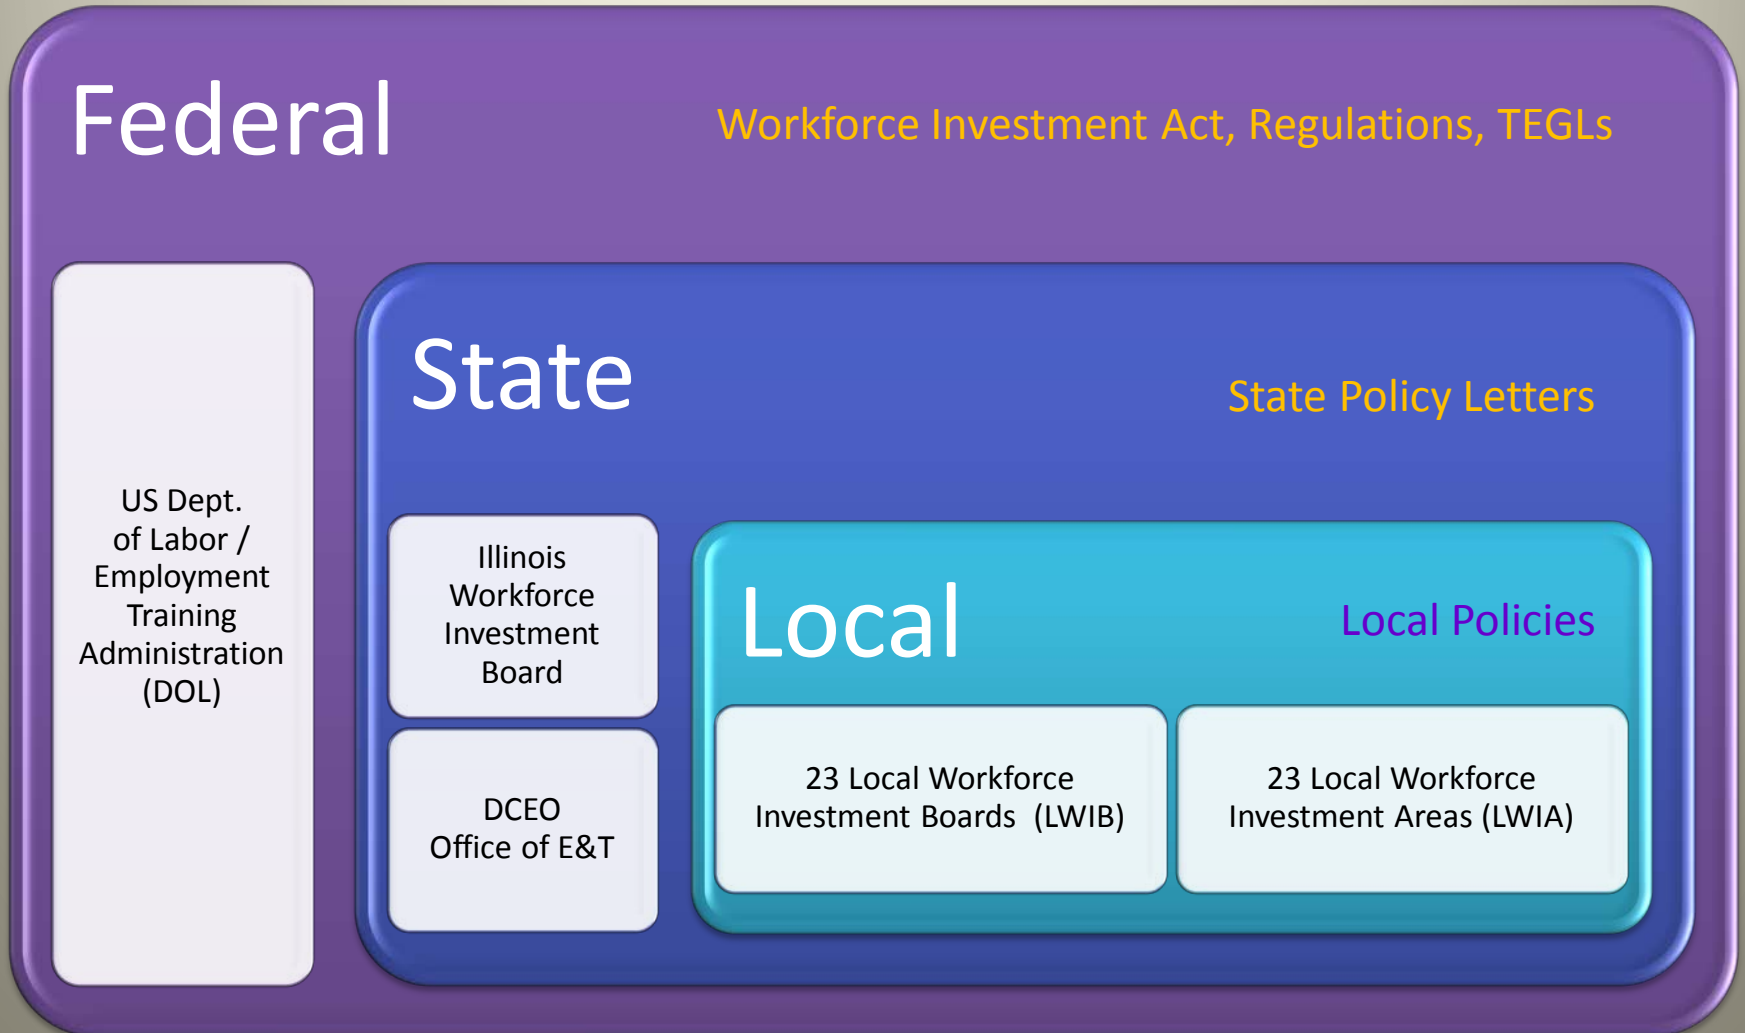 Federal
Workforce Investment Act, Regulations, TEGLs
US Dept.
of Labor /
Employment
Training
Administration
(DOL)
State
State Policy Letters
Illinois
Workforce
Investment
Board
DCEO
Office of E&T
Local
Local Policies
23 Local Workforce
Investment Boards (LWIB)
23 Local Workforce
Investment Areas (LWIA)